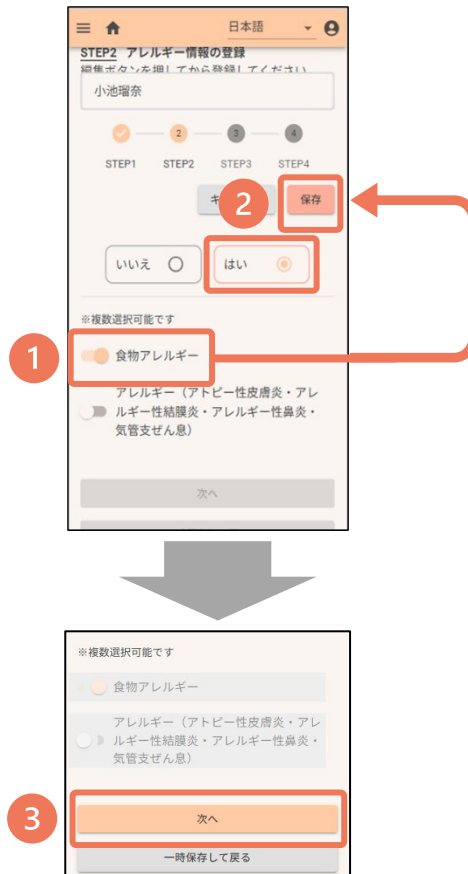 日本語
STEP2 アレルギー情報の登録
編集ボタンを押してから登録してください
小池瑠奈
2 3 4
STEP1 STEP2 STEP3 STEP4
2
キ
保存
いいえ
はい
※複数選択可能です
1
食物アレルギー
アレルギー（アトピー性皮膚炎・アレ
ルギー性結膜炎・アレルギー性鼻炎・
気管支ぜん息）
次へ
※複数選択可能です
食物アレルギー
アレルギー（アトピー性皮膚炎・アレ
ルギー性結膜炎・アレルギー性鼻炎・
気管支ぜん息）
3
次へ
一時保存して戻る